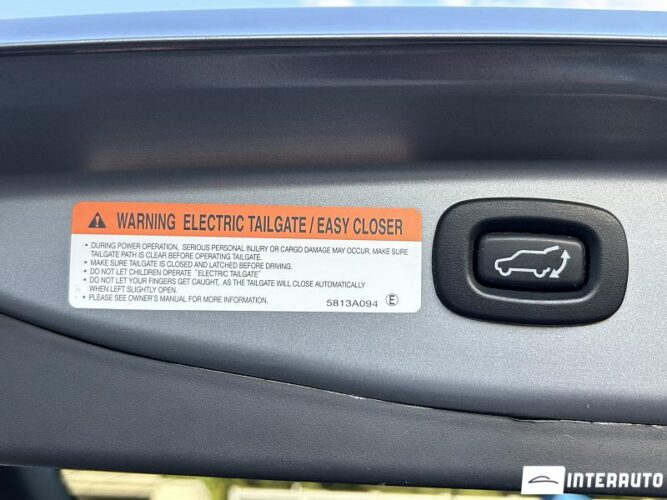 WARNING ELECTRIC TAILGATE / EASY CLOSER
• DURING POWER OPERATION, SERIOUS PERSONAL INJURY OR CARGO DAMAGE MAY OCCUR. MAKE SURE
TAILGATE PATH IS CLEAR BEFORE OPERATING TAILGATE.
• MAKE SURE TAILGATE IS CLOSED AND LATCHED BEFORE DRIVING.
• DO NOT LET CHILDREN OPERATE "ELECTRIC TAILGATE"
• DO NOT LET YOUR FINGERS GET CAUGHT, AS THE TAILGATE WILL CLOSE AUTOMATICALLY
WHEN LEFT SLIGHTLY OPEN.
• PLEASE SEE OWNER'S MANUAL FOR MORE INFORMATION. 5813A094 Ⓔ
INTERAUTO